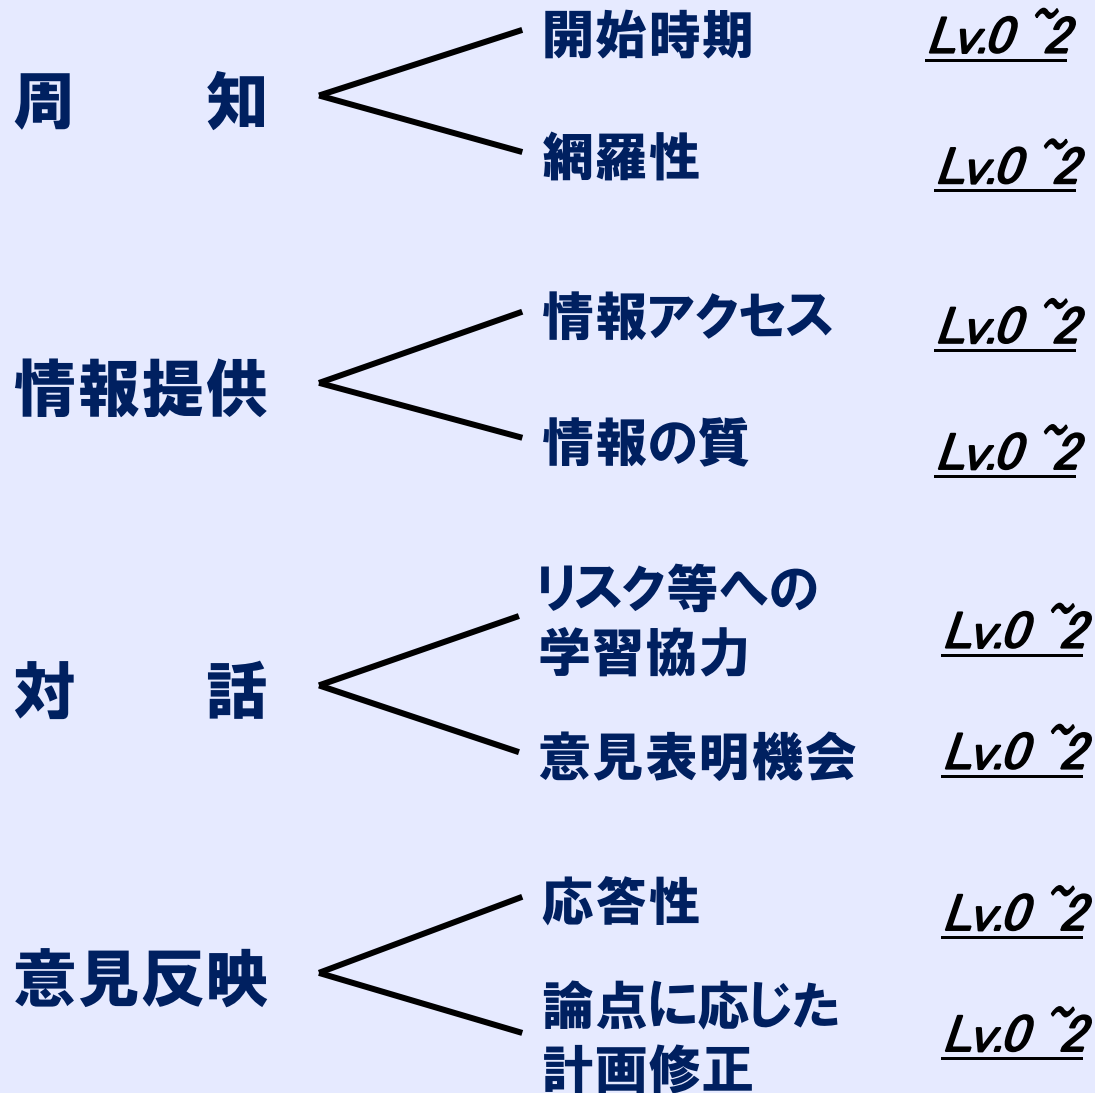 周　　知
開始時期 Lv.0 ~2
網羅性 Lv.0 ~2
情報提供
情報アクセス Lv.0 ~2
情報の質 Lv.0 ~2
対　　話
リスク等への
学習協力 Lv.0 ~2
意見表明機会 Lv.0 ~2
意見反映
応答性 Lv.0 ~2
論点に応じた
計画修正 Lv.0 ~2